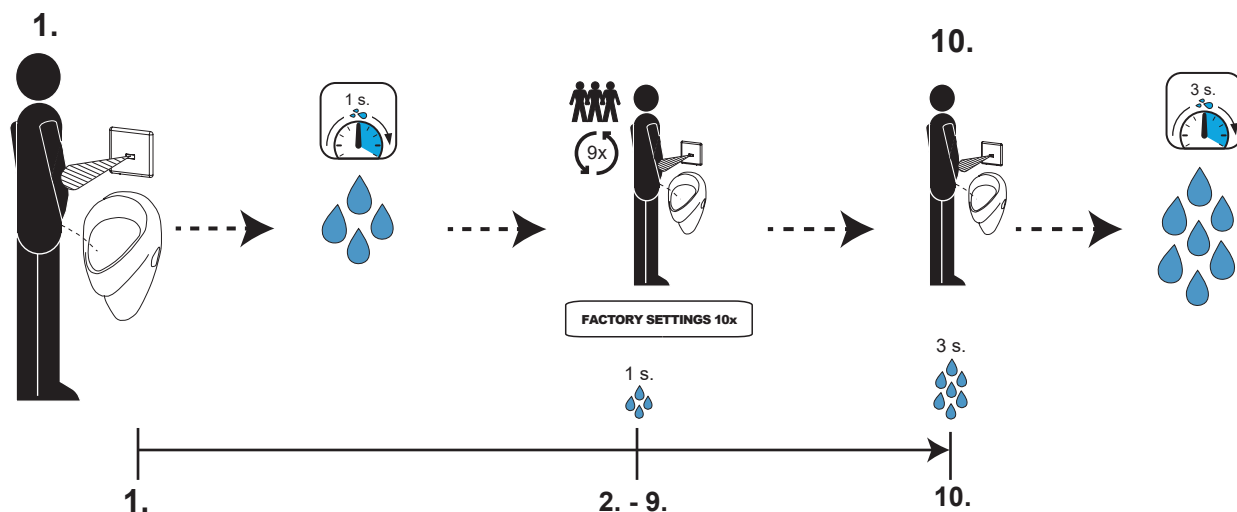 1.
10.
1 s.
3 s.
9x
FACTORY SETTINGS 10x
1 s.
3 s.
1.
2. - 9.
10.